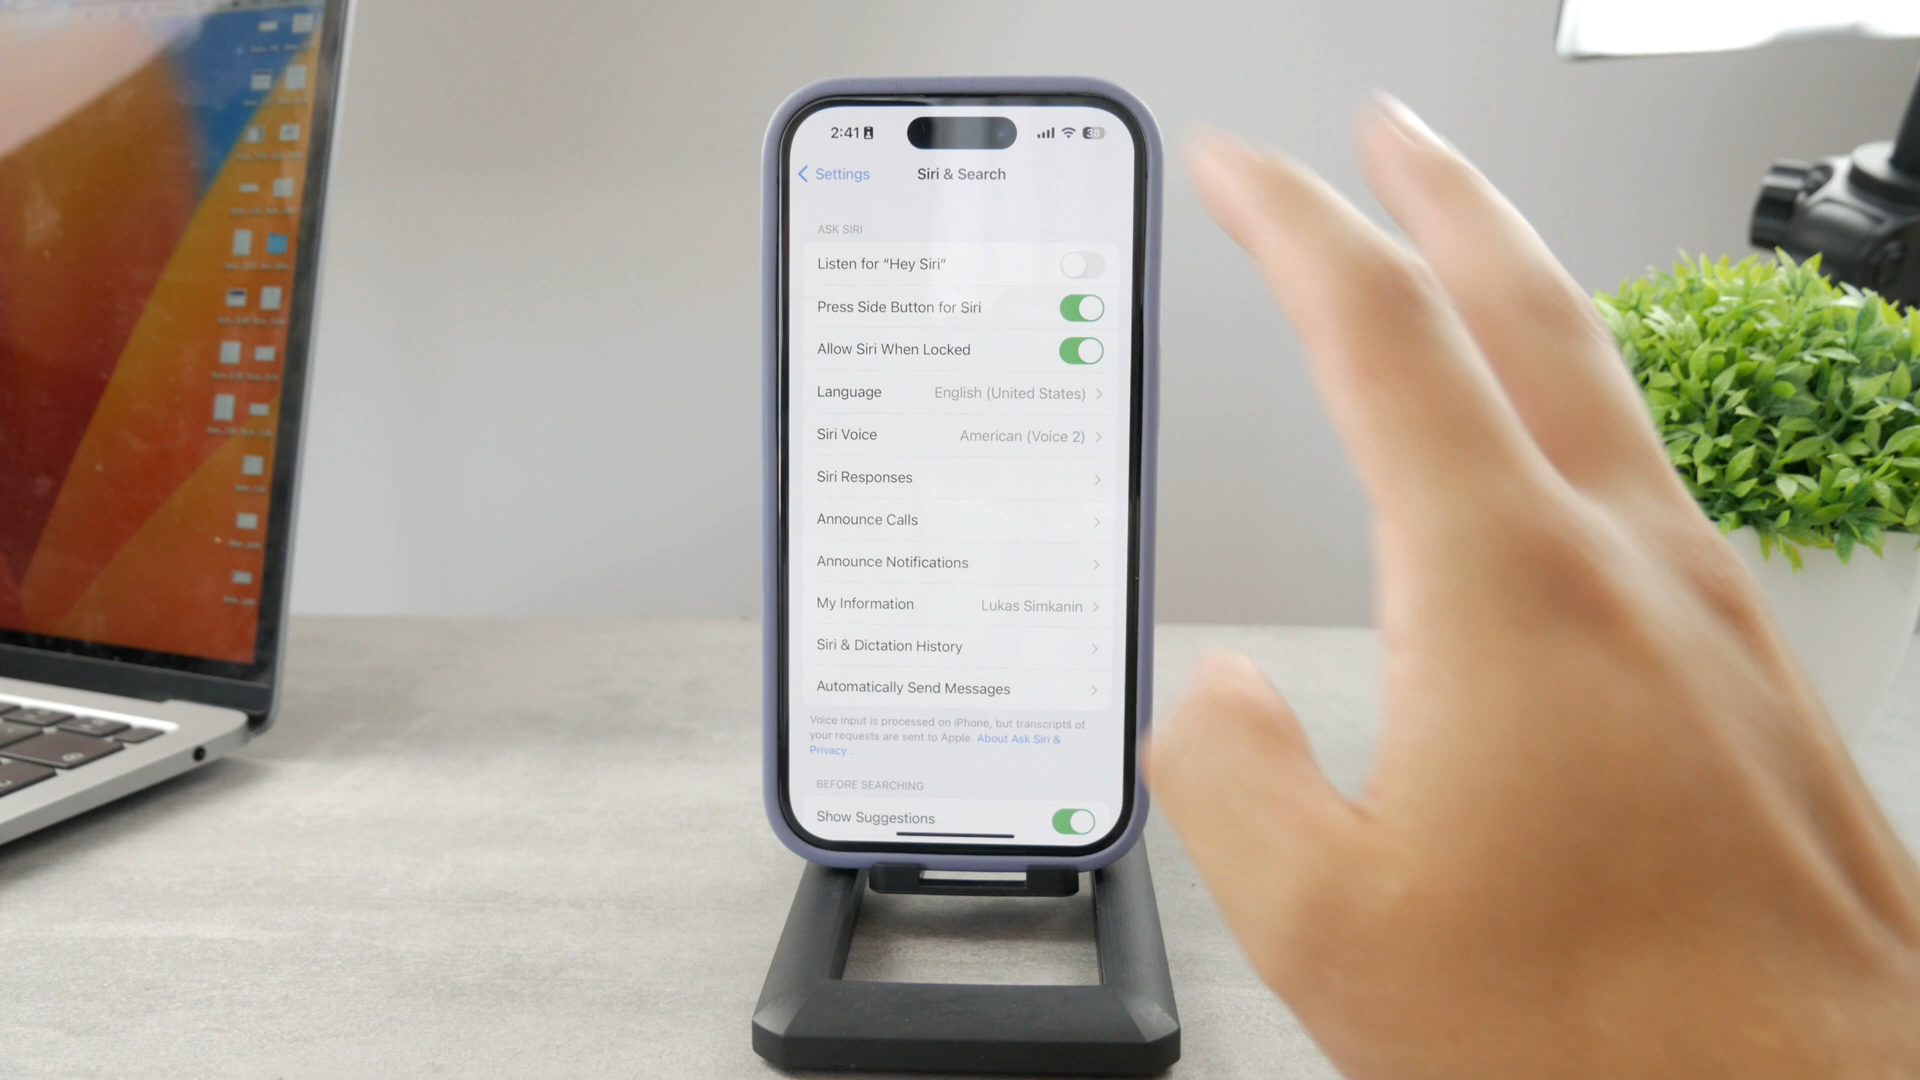 2:41
38
Settings
Siri & Search
ASK SIRI
Listen for “Hey Siri”
Press Side Button for Siri
Allow Siri When Locked
Language English (United States)
Siri Voice American (Voice 2)
Siri Responses
Announce Calls
Announce Notifications
My Information Lukas Simkanin
Siri & Dictation History
Automatically Send Messages
Voice input is processed on iPhone, but transcripts of
your requests are sent to Apple. About Ask Siri &
Privacy...
BEFORE SEARCHING
Show Suggestions